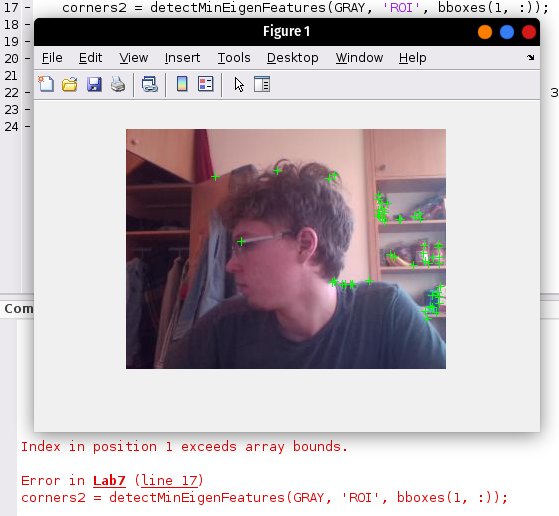 17 - corners2 = detectMinEigenFeatures(GRAY, 'ROI', bboxes(1, :));
18
Figure 1
19 -
File Edit View Insert Tools Desktop Window Help
20 -
21
22 - 3
23 -
24 -
Com
Index in position 1 exceeds array bounds.
Error in Lab7 (line 17)
corners2 = detectMinEigenFeatures(GRAY, 'ROI', bboxes(1, :));